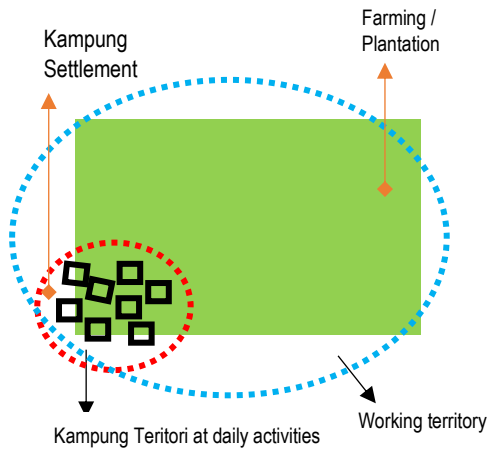 Kampung
Settlement
Farming /
Plantation
Working territory
Kampung Teritori at daily activities